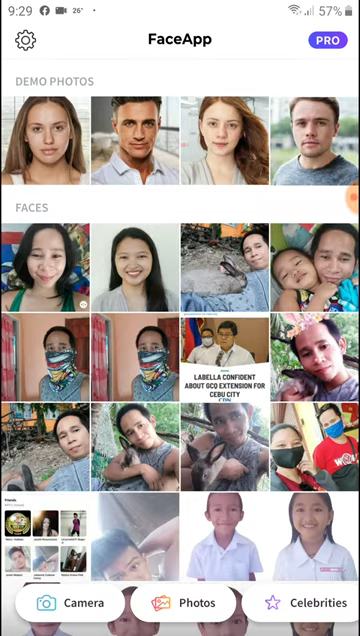 9:29
26°
57%
FaceApp
PRO
DEMO PHOTOS
FACES
LABELLA CONFIDENT
ABOUT GCQ EXTENSION FOR
CEBU CITY
CDN
Friends
Camera
Photos
Celebrities